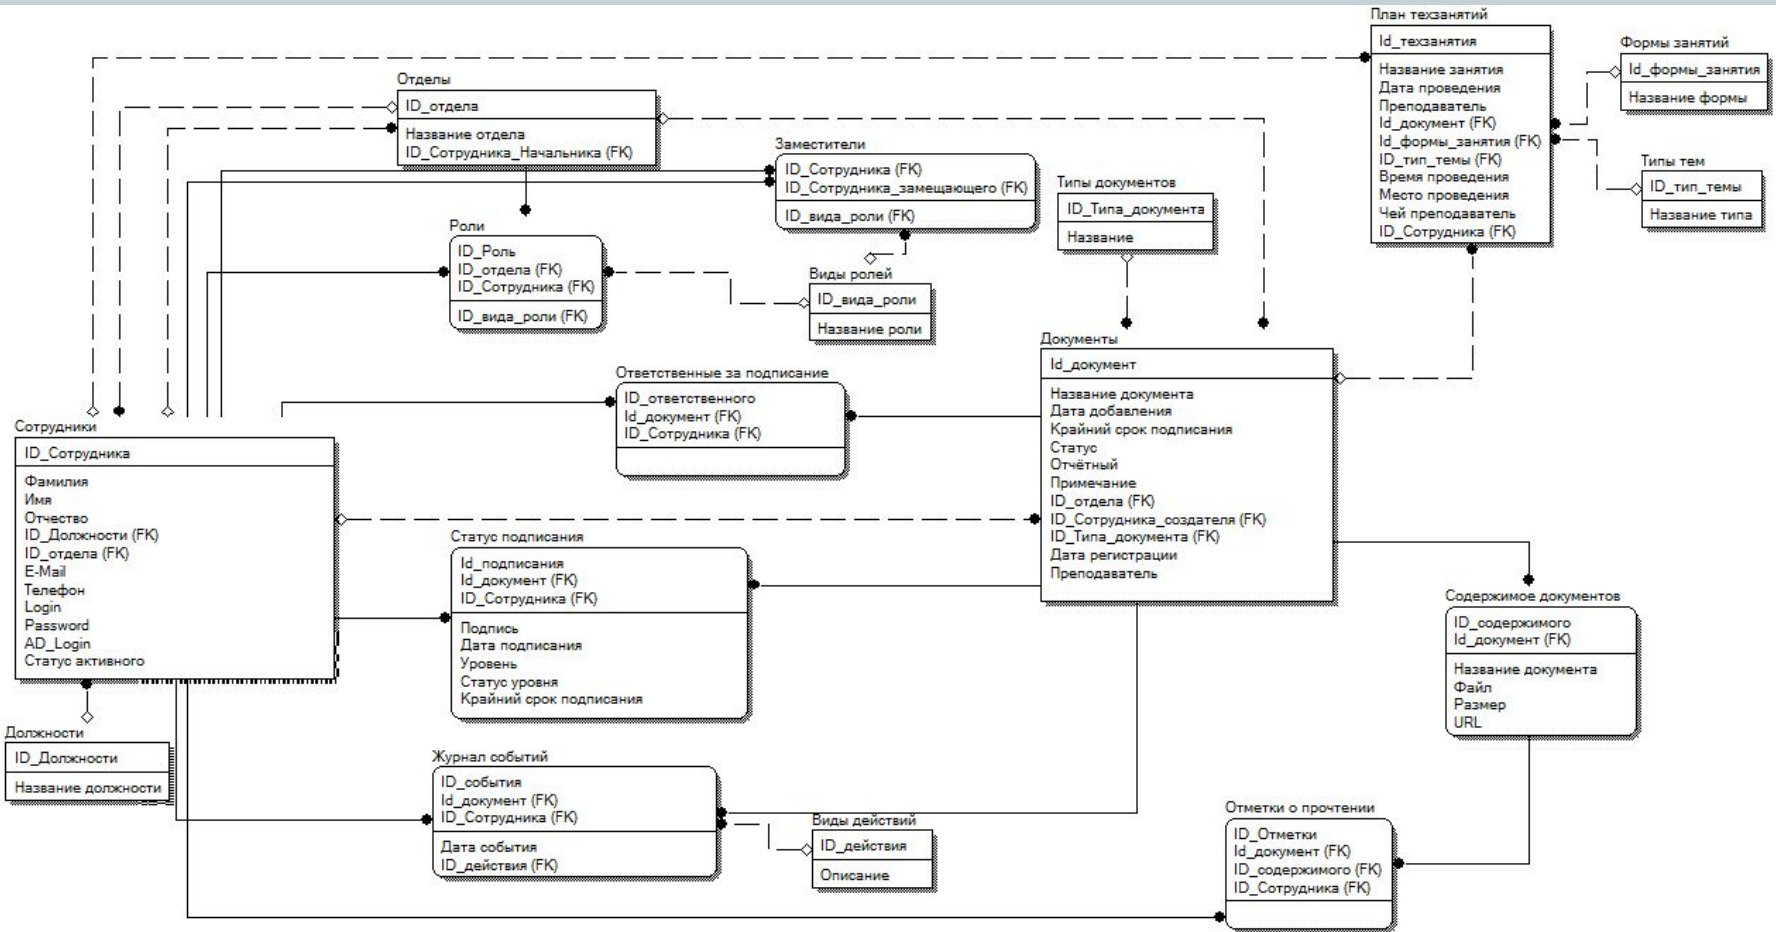 План техзанятий
Id_техзанятия
Название занятия
Дата проведения
Преподаватель
Id_документ (FK)
Id_формы_занятия (FK)
ID_тип_темы (FK)
Время проведения
Место проведения
Чей преподаватель
ID_Сотрудника (FK)
Формы занятий
Id_формы_занятия
Название формы
Типы тем
ID_тип_темы
Название типа
Отделы
ID_отдела
Название отдела
ID_Сотрудника_Начальника (FK)
Заместители
ID_Сотрудника (FK)
ID_Сотрудника_замещающего (FK)
ID_вида_роли (FK)
Типы документов
ID_Типа_документа
Название
Роли
ID_Роль
ID_отдела (FK)
ID_Сотрудника (FK)
ID_вида_роли (FK)
Виды ролей
ID_вида_роли
Название роли
Документы
Id_документ
Название документа
Дата добавления
Крайний срок подписания
Статус
Отчётный
Примечание
ID_отдела (FK)
ID_Сотрудника_создателя (FK)
ID_Типа_документа (FK)
Дата регистрации
Преподаватель
Ответственные за подписание
ID_ответственного
Id_документ (FK)
ID_Сотрудника (FK)
Сотрудники
ID_Сотрудника
Фамилия
Имя
Отчество
ID_Должности (FK)
ID_отдела (FK)
E-Mail
Телефон
Login
Password
AD_Login
Статус активного
Статус подписания
Id_подписания
Id_документ (FK)
ID_Сотрудника (FK)
Подпись
Дата подписания
Уровень
Статус уровня
Крайний срок подписания
Содержимое документов
ID_содержимого
Id_документ (FK)
Название документа
Файл
Размер
URL
Должности
ID_Должности
Название должности
Журнал событий
ID_события
Id_документ (FK)
ID_Сотрудника (FK)
Дата события
ID_действия (FK)
Виды действий
ID_действия
Описание
Отметки о прочтении
ID_Отметки
Id_документ (FK)
ID_содержимого (FK)
ID_Сотрудника (FK)